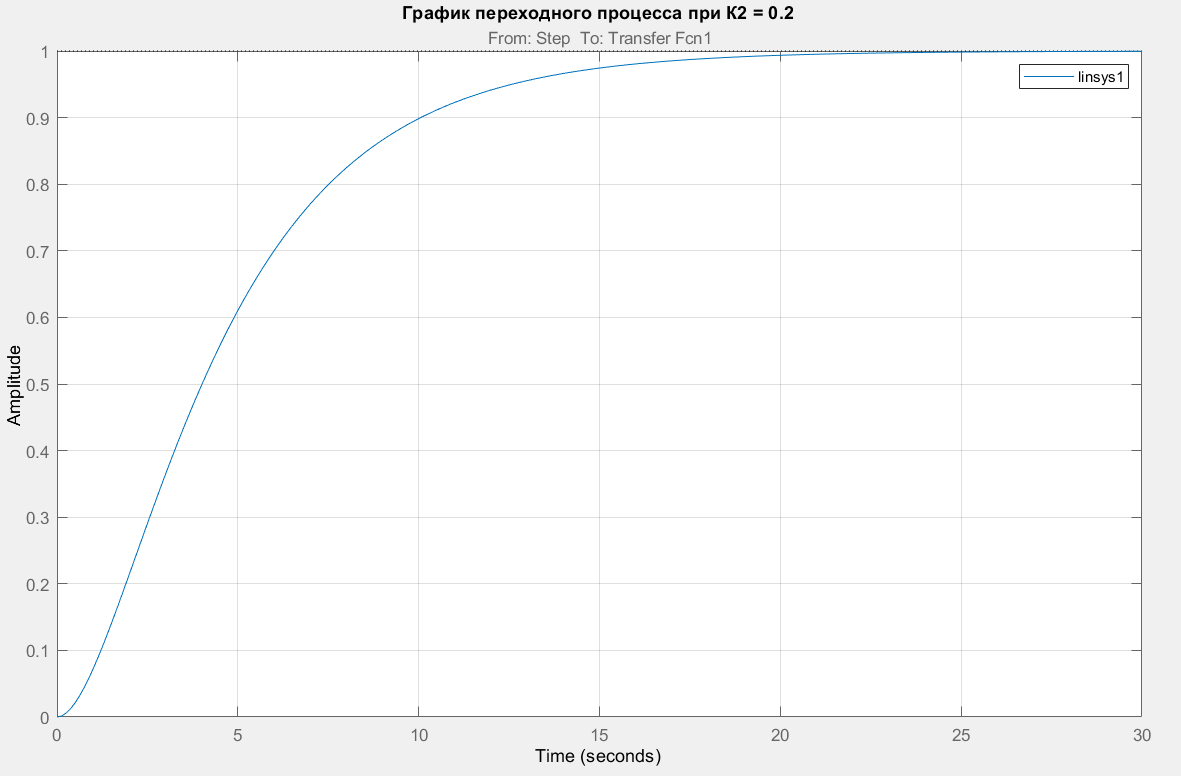 График переходного процесса при К2 = 0.2
From: Step To: Transfer Fcn1
linsys1
Amplitude
1
0.9
0.8
0.7
0.6
0.5
0.4
0.3
0.2
0.1
0
0 5 10 15 20 25 30
Time (seconds)